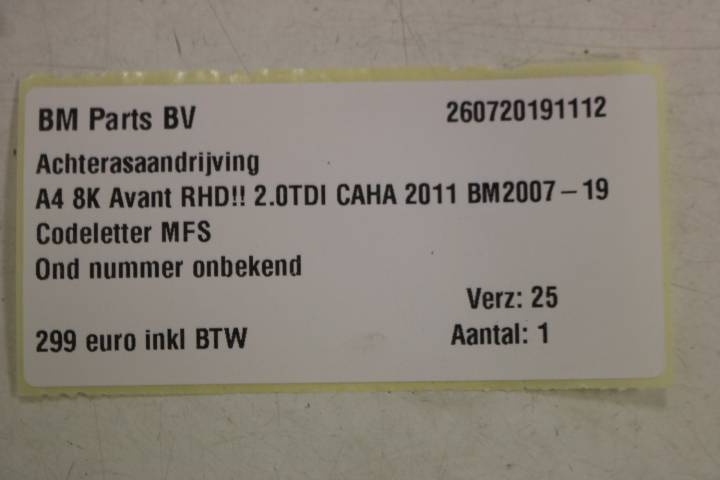 BM Parts BV 260720191112
Achterasaandrijving
A4 8K Avant RHD!! 2.0TDI CAHA 2011 BM2007-19
Codeletter MFS
Ond nummer onbekend
Verz: 25
299 euro inkl BTW Aantal: 1